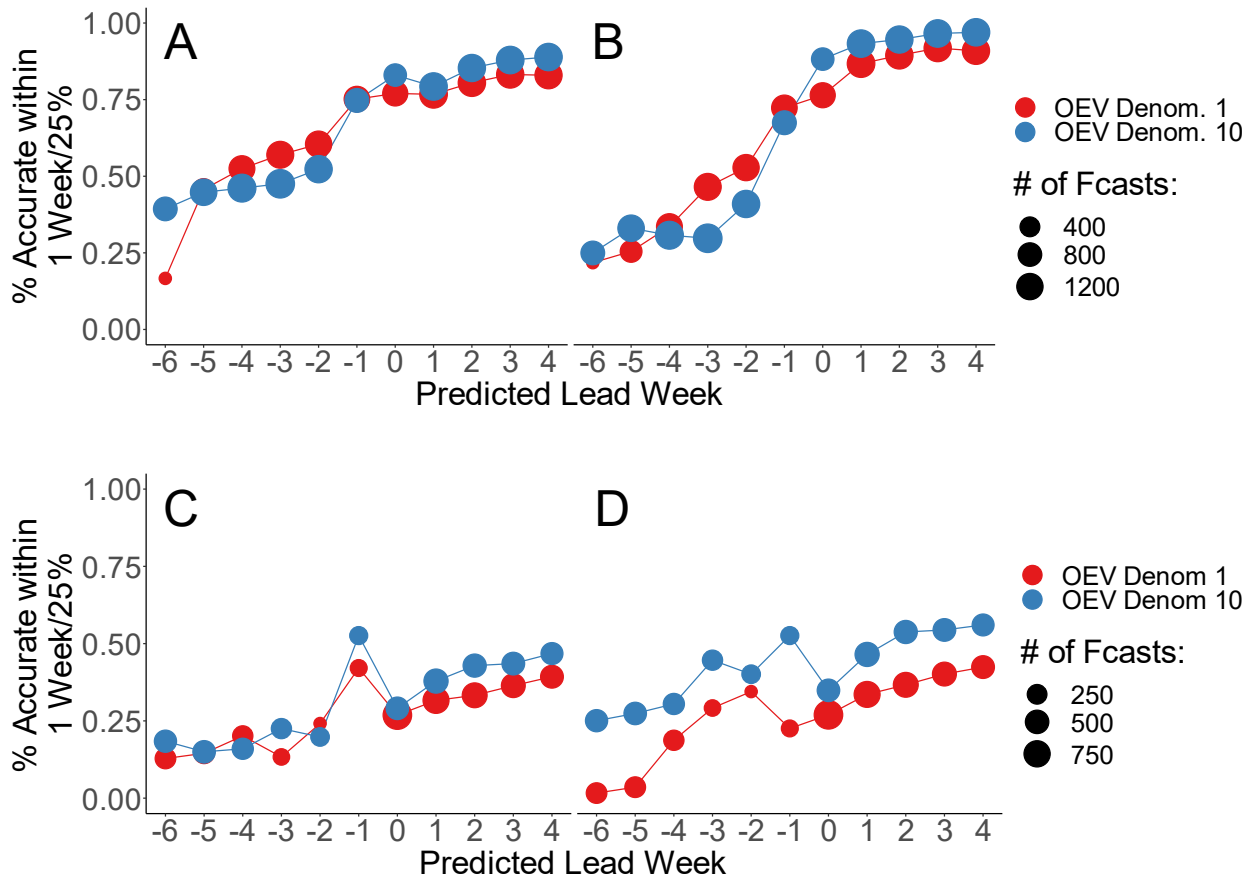 % Accurate within
1 Week/25%
1.00
0.75
0.50
0.25
0.00
A
B
-6 -5 -4 -3 -2 -1 0 1 2 3 4
-6 -5 -4 -3 -2 -1 0 1 2 3 4
Predicted Lead Week
OEV Denom. 1
OEV Denom. 10
# of Fcasts:
400
800
1200
% Accurate within
1 Week/25%
1.00
0.75
0.50
0.25
0.00
C
D
-6 -5 -4 -3 -2 -1 0 1 2 3 4
-6 -5 -4 -3 -2 -1 0 1 2 3 4
Predicted Lead Week
OEV Denom 1
OEV Denom 10
# of Fcasts:
250
500
750